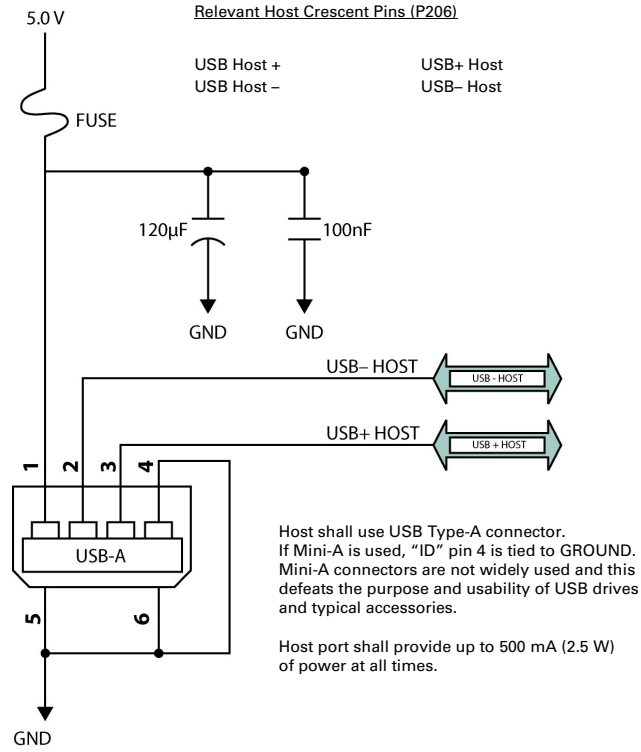 5.0 V
Relevant Host Crescent Pins (P206)
USB Host + USB+ Host
USB Host – USB– Host
FUSE
120µF
100nF
GND GND
USB– HOST
USB - HOST
USB+ HOST
USB + HOST
1 2 3 4
USB-A
5 6
GND
Host shall use USB Type-A connector.
If Mini-A is used, “ID” pin 4 is tied to GROUND.
Mini-A connectors are not widely used and this
defeats the purpose and usability of USB drives
and typical accessories.
Host port shall provide up to 500 mA (2.5 W)
of power at all times.